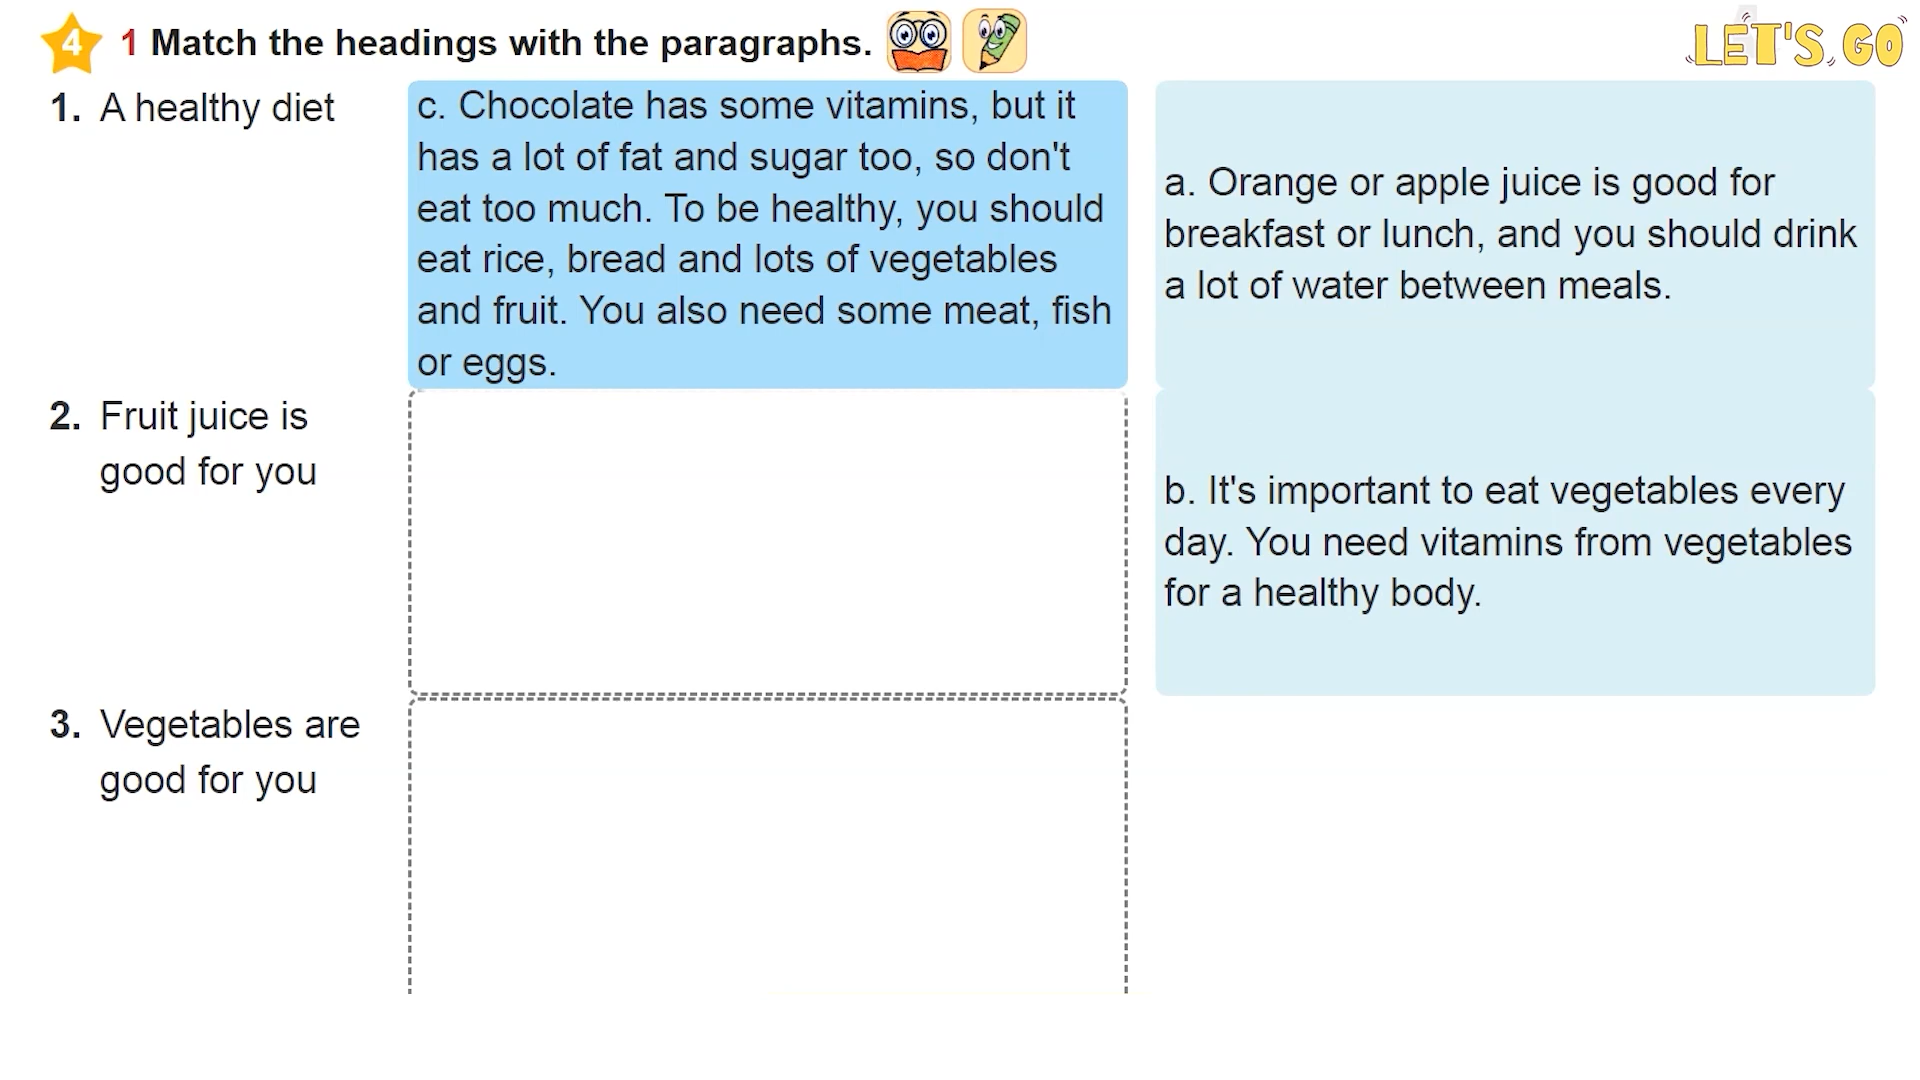 4 1 Match the headings with the paragraphs.
LET'S GO
1. A healthy diet
c. Chocolate has some vitamins, but it
has a lot of fat and sugar too, so don't
eat too much. To be healthy, you should
eat rice, bread and lots of vegetables
and fruit. You also need some meat, fish
or eggs.
a. Orange or apple juice is good for
breakfast or lunch, and you should drink
a lot of water between meals.
2. Fruit juice is
good for you
b. It's important to eat vegetables every
day. You need vitamins from vegetables
for a healthy body.
3. Vegetables are
good for you